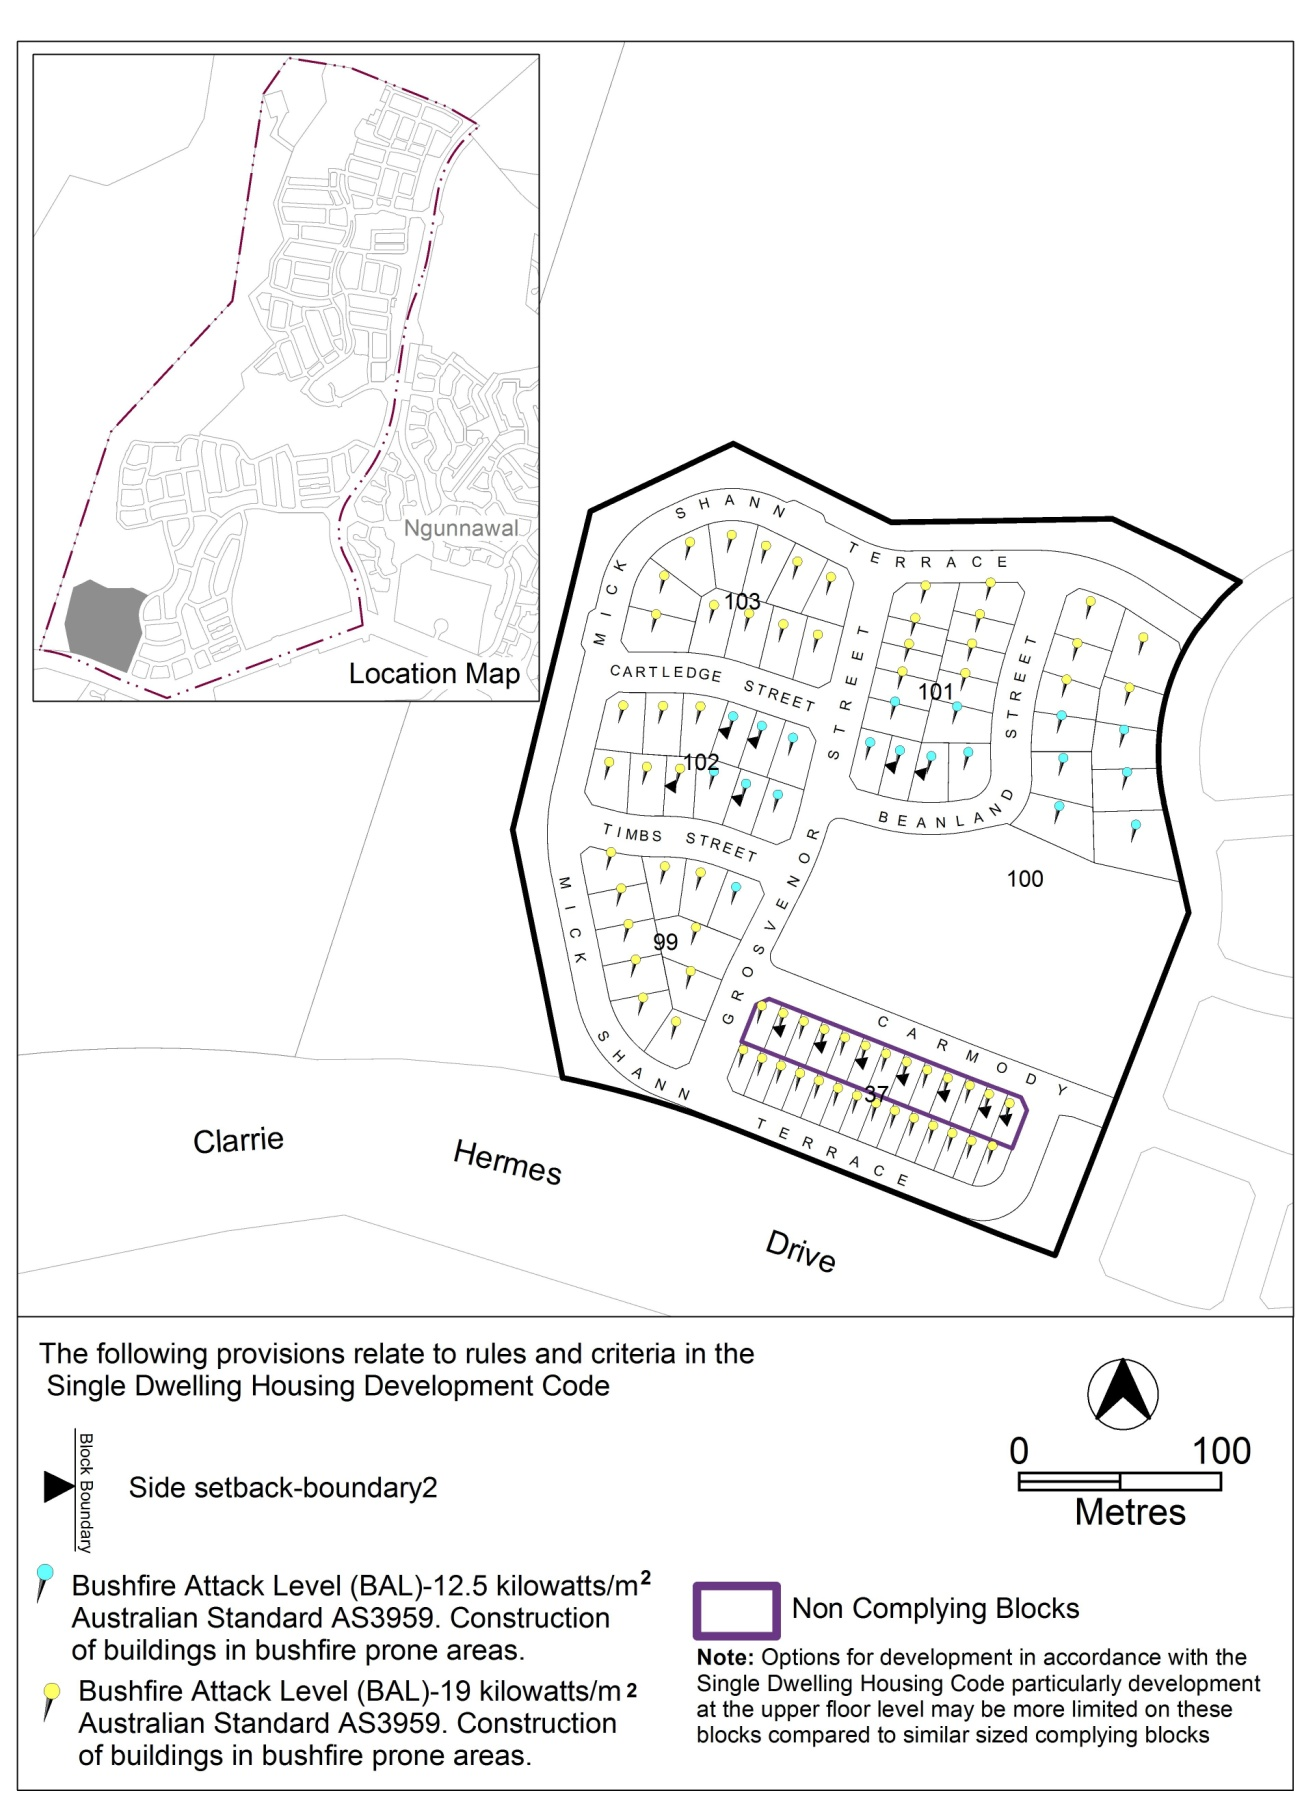 Ngunnawal
Location Map
MICK SHANN TERRACE
103
CARTLEDGE STREET
101
102
TIMBS STREET
GROSVENOR STREET
BEANLAND STREET
100
99
MICK SHANN TERRACE
CARMODY
37
Clarrie Hermes Drive
The following provisions relate to rules and criteria in the
Single Dwelling Housing Development Code
Block Boundary
Side setback-boundary2
0 100
Metres
Bushfire Attack Level (BAL)-12.5 kilowatts/m²
Australian Standard AS3959. Construction
of buildings in bushfire prone areas.
Bushfire Attack Level (BAL)-19 kilowatts/m²
Australian Standard AS3959. Construction
of buildings in bushfire prone areas.
Non Complying Blocks
Note: Options for development in accordance with the
Single Dwelling Housing Code particularly development
at the upper floor level may be more limited on these
blocks compared to similar sized complying blocks